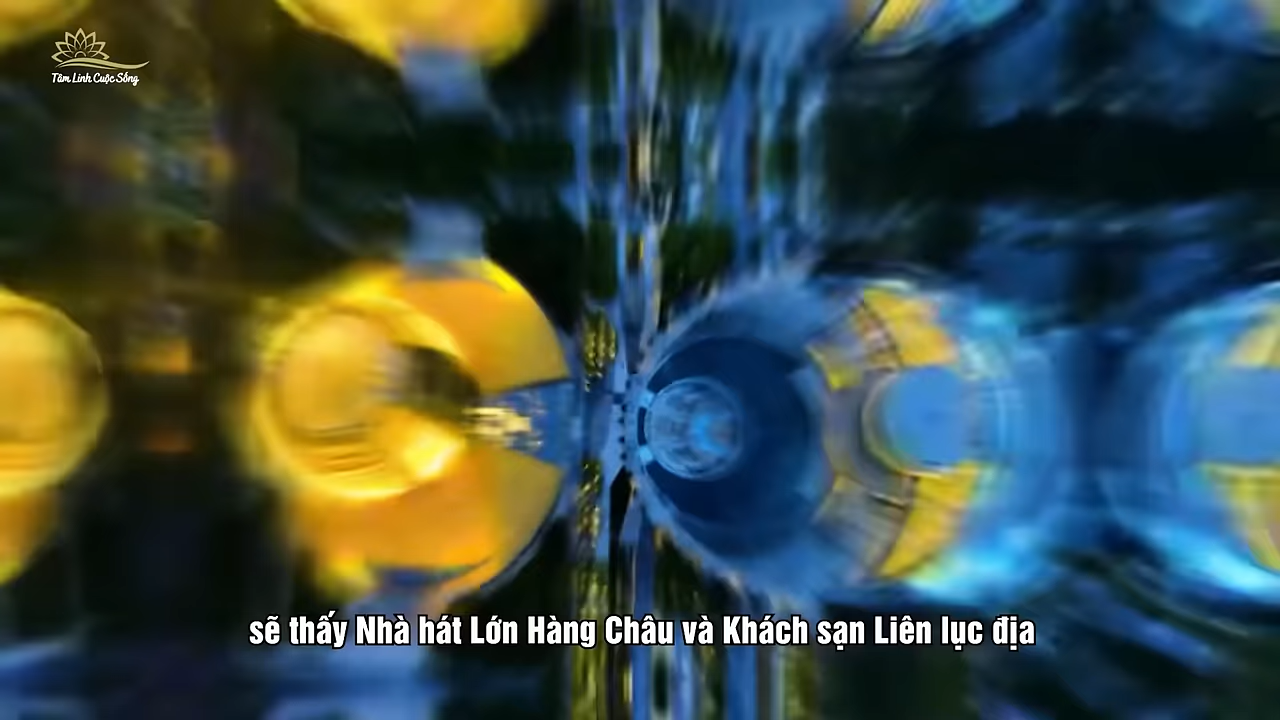 Tâm Linh Cuộc Sống
sẽ thấy Nhà hát Lớn Hàng Châu và Khách sạn Liên lục địa